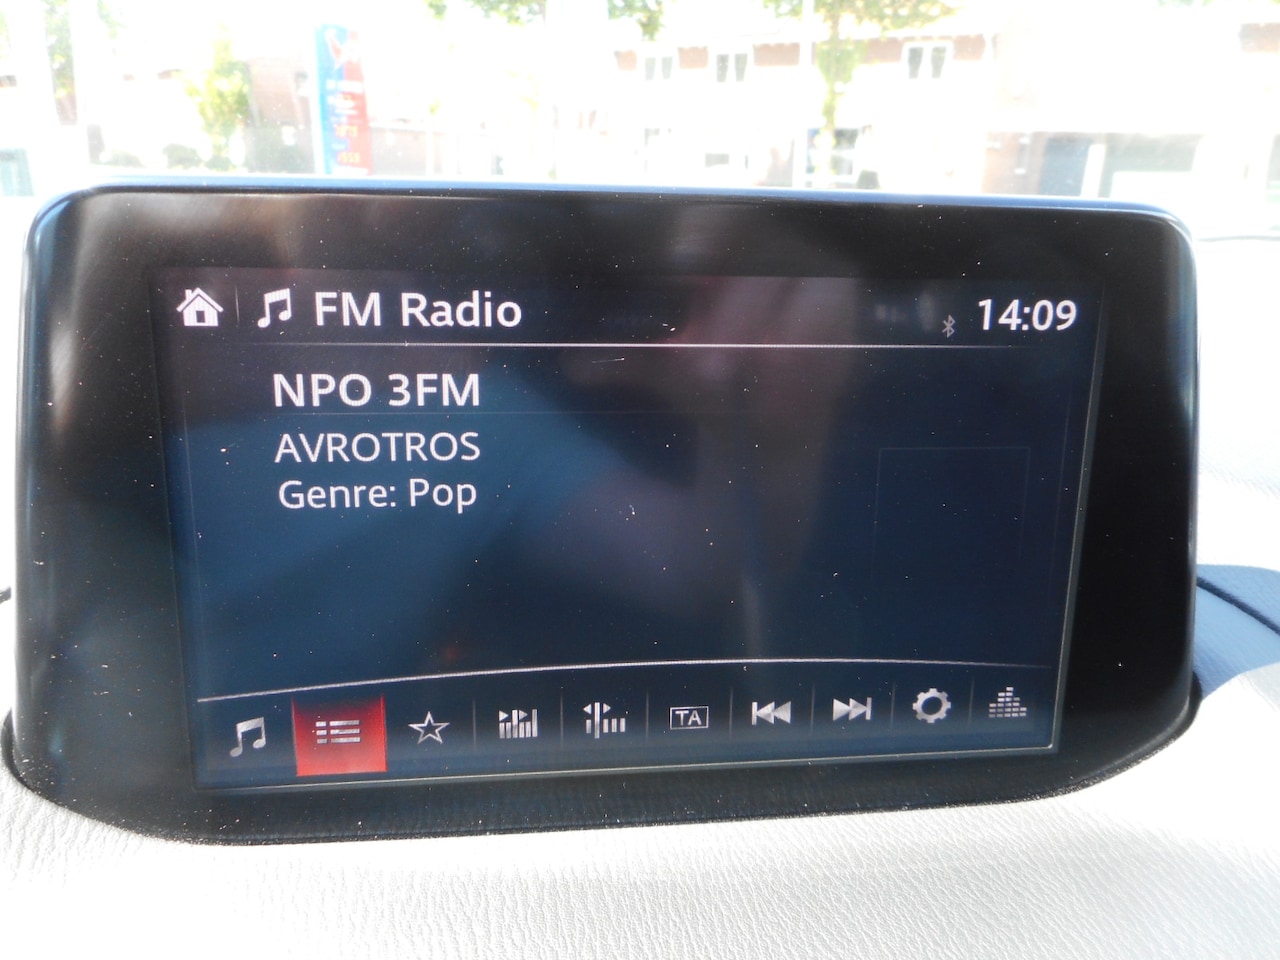 FM Radio
14:09
NPO 3FM
AVROTROS
Genre: Pop
TA